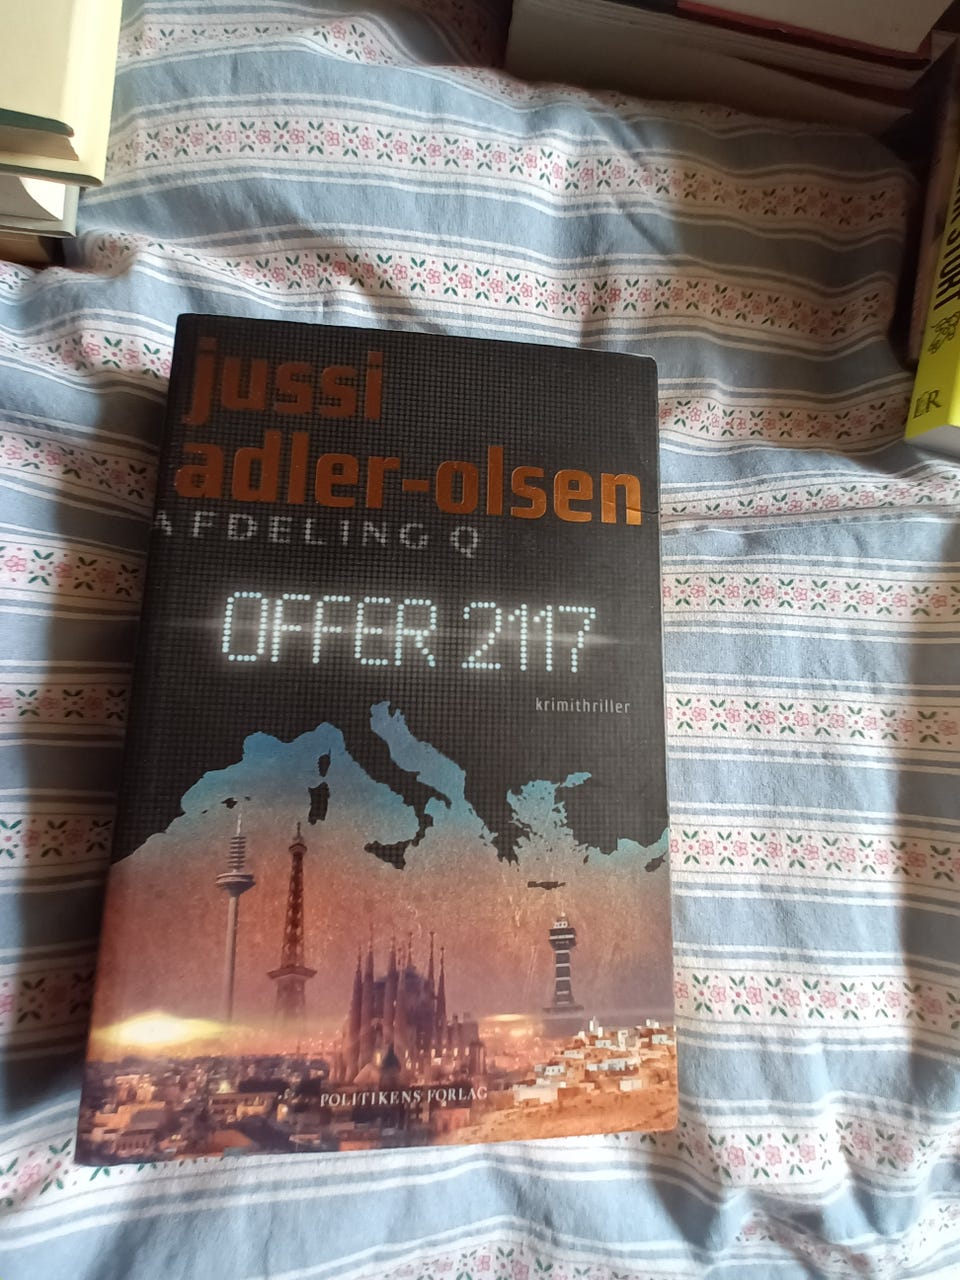 jussi
adler-olsen
AFDELING Q
OFFER 2117
krimithriller
POLITIKENS FORLAG